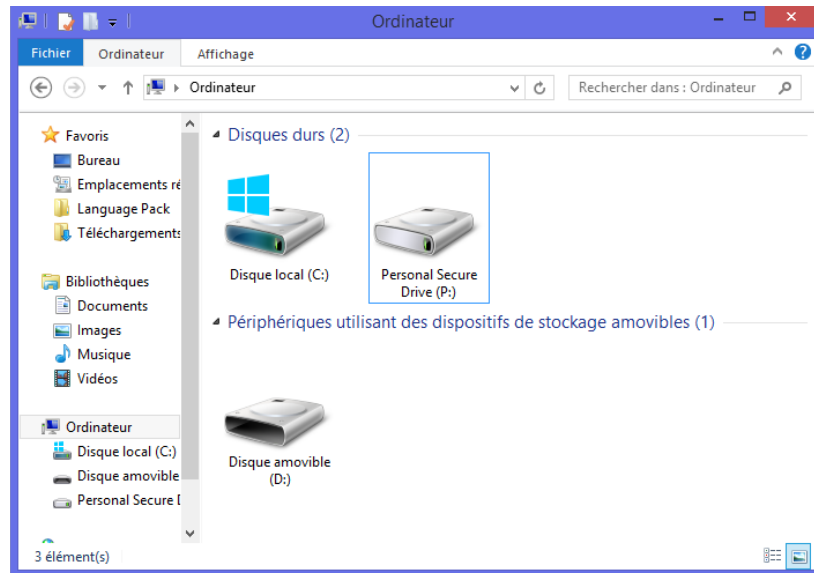 Ordinateur
Fichier
Ordinateur
Affichage
Ordinateur
Rechercher dans : Ordinateur
Favoris
Bureau
Emplacements ré
Language Pack
Téléchargements
Bibliothèques
Documents
Images
Musique
Vidéos
Ordinateur
Disque local (C:)
Disque amovible
Personal Secure D
Disques durs (2)
Disque local (C:)
Personal Secure
Drive (P:)
Périphériques utilisant des dispositifs de stockage amovibles (1)
Disque amovible
(D:)
3 élément(s)